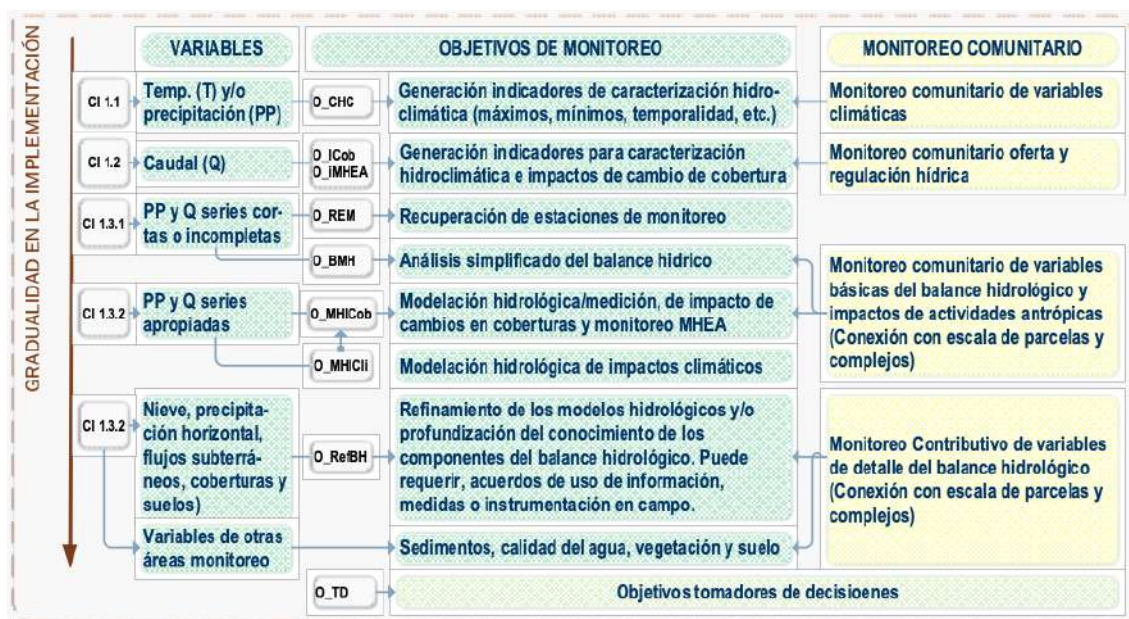 GRADUALIDAD EN LA IMPLEMENTACIÓN
VARIABLES
OBJETIVOS DE MONITOREO
MONITOREO COMUNITARIO
CI 1.1
Temp. (T) y/o
precipitación (PP)
O_CHC
Generación indicadores de caracterización hidro-
climática (máximos, mínimos, temporalidad, etc.)
Monitoreo comunitario de variables
climáticas
CI 1.2
Caudal (Q)
O_ICob
O_iMHEA
Generación indicadores para caracterización
hidroclimática e impactos de cambio de cobertura
Monitoreo comunitario oferta y
regulación hídrica
CI 1.3.1
PP y Q series cor-
tas o incompletas
O_REM
Recuperación de estaciones de monitoreo
O_BMH
Análisis simplificado del balance hídrico
Monitoreo comunitario de variables
básicas del balance hidrológico y
impactos de actividades antrópicas
(Conexión con escala de parcelas y
complejos)
CI 1.3.2
PP y Q series
apropiadas
O_MHICob
Modelación hidrológica/medición, de impacto de
cambios en coberturas y monitoreo MHEA
O_MHICli
Modelación hidrológica de impactos climáticos
CI 1.3.2
Nieve, precipita-
ción horizontal,
flujos subterrá-
neos, coberturas y
suelos)
O_RefBH
Refinamiento de los modelos hidrológicos y/o
profundización del conocimiento de los
componentes del balance hidrológico. Puede
requerir, acuerdos de uso de información,
medidas o instrumentación en campo.
Monitoreo Contributivo de variables
de detalle del balance hidrológico
(Conexión con escala de parcelas y
complejos)
Variables de otras
áreas monitoreo
Sedimentos, calidad del agua, vegetación y suelo
O_TD
Objetivos tomadores de decisioenes